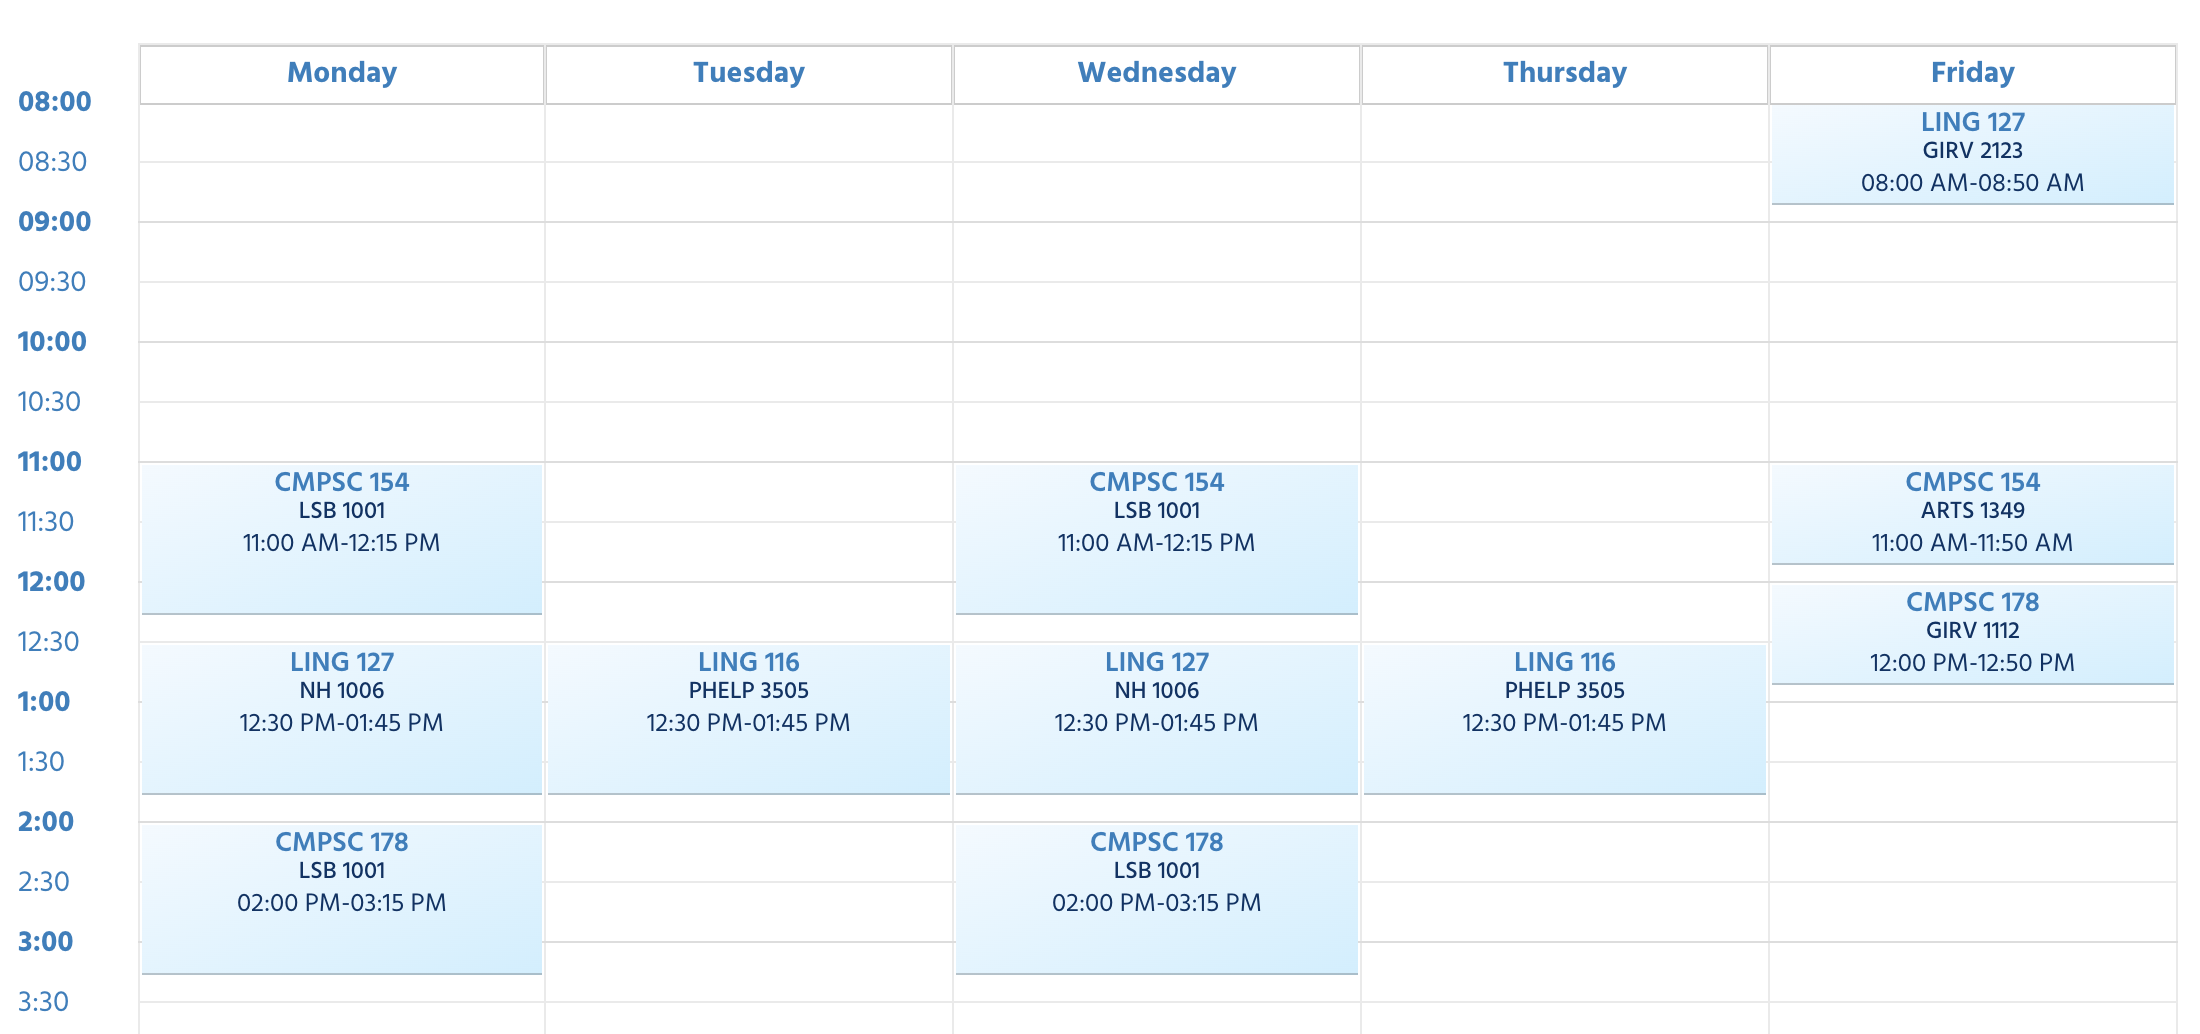 Monday
Tuesday
Wednesday
Thursday
Friday
08:00
LING 127
GIRV 2123
08:00 AM-08:50 AM
08:30
09:00
09:30
10:00
10:30
11:00
CMPSC 154
LSB 1001
11:00 AM-12:15 PM
CMPSC 154
LSB 1001
11:00 AM-12:15 PM
CMPSC 154
ARTS 1349
11:00 AM-11:50 AM
11:30
12:00
CMPSC 178
GIRV 1112
12:00 PM-12:50 PM
12:30
LING 127
NH 1006
12:30 PM-01:45 PM
LING 116
PHELP 3505
12:30 PM-01:45 PM
LING 127
NH 1006
12:30 PM-01:45 PM
LING 116
PHELP 3505
12:30 PM-01:45 PM
1:00
1:30
2:00
CMPSC 178
LSB 1001
02:00 PM-03:15 PM
CMPSC 178
LSB 1001
02:00 PM-03:15 PM
2:30
3:00
3:30